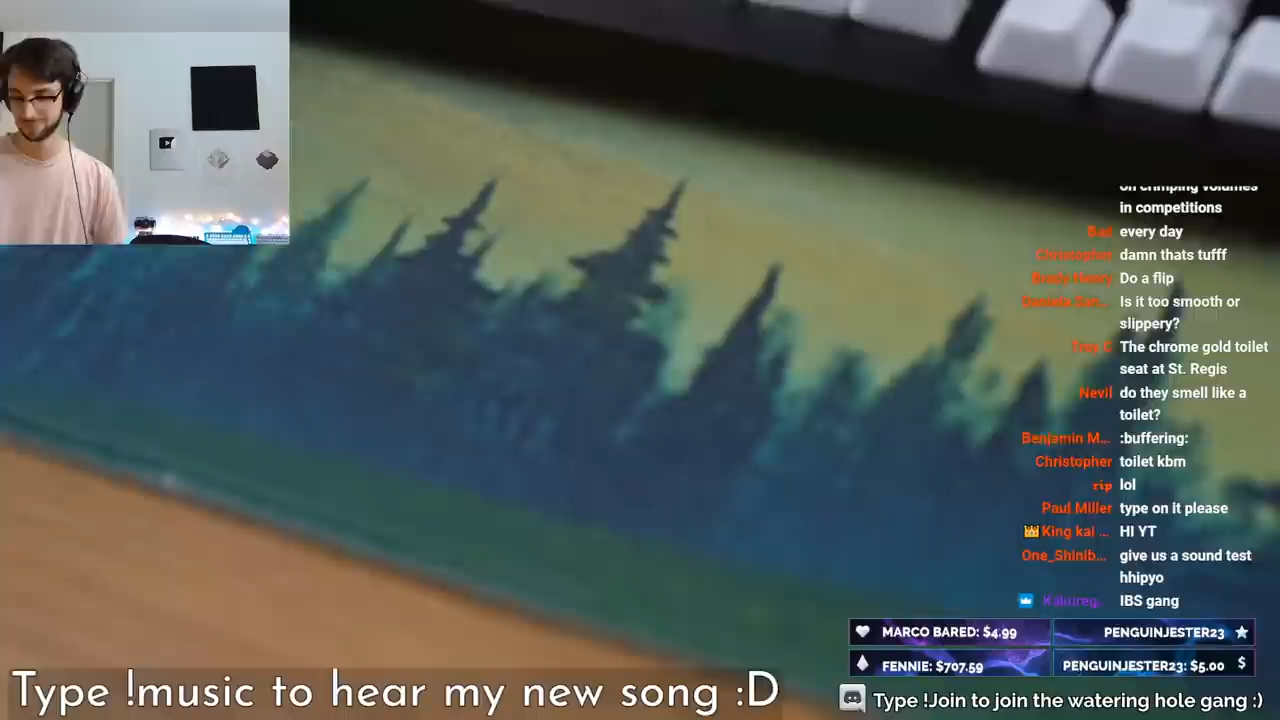 on crimping volumes
in competitions
every day
Christopher damn thats tufff
Do a flip
Is it too smooth or
slippery?
The chrome gold toilet
seat at St. Regis
Nevil do they smell like a
toilet?
Benjamin M... :buffering:
Christopher toilet kbm
rip lol
Paul Miller type on it please
King kai ... HI YT
One_Shinib... give us a sound test
hhipyo
IBS gang
MARCO BARED: $4.99 PENGUINJESTER23
FENNIE: $707.59 PENGUINJESTER23: $5.00
Type !music to hear my new song :D
Type !Join to join the watering hole gang :)